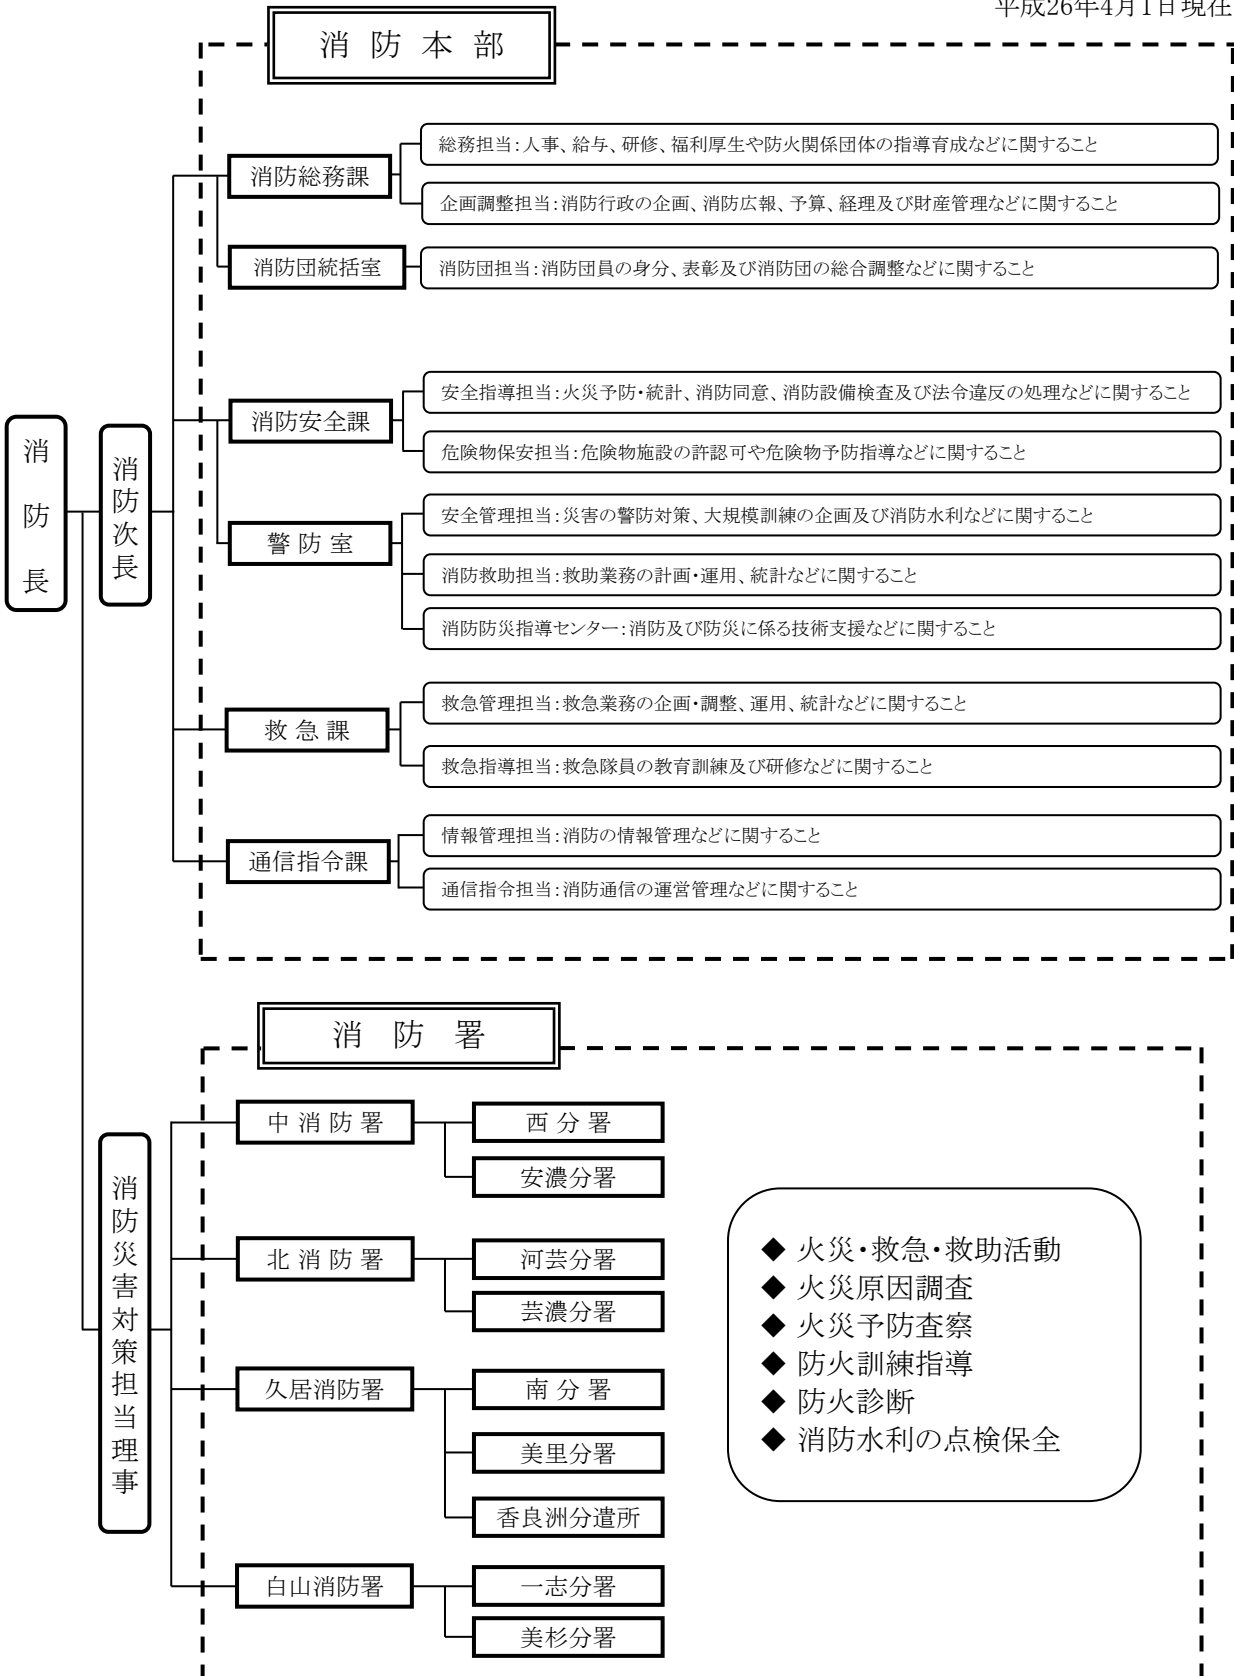 平成26年4月1日現在
消防本部
消防総務課
総務担当：人事、給与、研修、福利厚生や防火関係団体の指導育成などに関すること
企画調整担当：消防行政の企画、消防広報、予算、経理及び財産管理などに関すること
消防団統括室
消防団担当：消防団員の身分、表彰及び消防団の総合調整などに関すること
消防長
消防次長
消防安全課
安全指導担当：火災予防・統計、消防同意、消防設備検査及び法令違反の処理などに関すること
危険物保安担当：危険物施設の許認可や危険物予防指導などに関すること
警防室
安全管理担当：災害の警防対策、大規模訓練の企画及び消防水利などに関すること
消防救助担当：救助業務の計画・運用、統計などに関すること
消防防災指導センター：消防及び防災に係る技術支援などに関すること
救急課
救急管理担当：救急業務の企画・調整、運用、統計などに関すること
救急指導担当：救急隊員の教育訓練及び研修などに関すること
通信指令課
情報管理担当：消防の情報管理などに関すること
通信指令担当：消防通信の運営管理などに関すること
消防署
消防災害対策担当理事
中消防署
西分署
安濃分署
北消防署
河芸分署
芸濃分署
久居消防署
南分署
美里分署
香良洲分遣所
白山消防署
一志分署
美杉分署
◆ 火災・救急・救助活動
◆ 火災原因調査
◆ 火災予防査察
◆ 防火訓練指導
◆ 防火診断
◆ 消防水利の点検保全